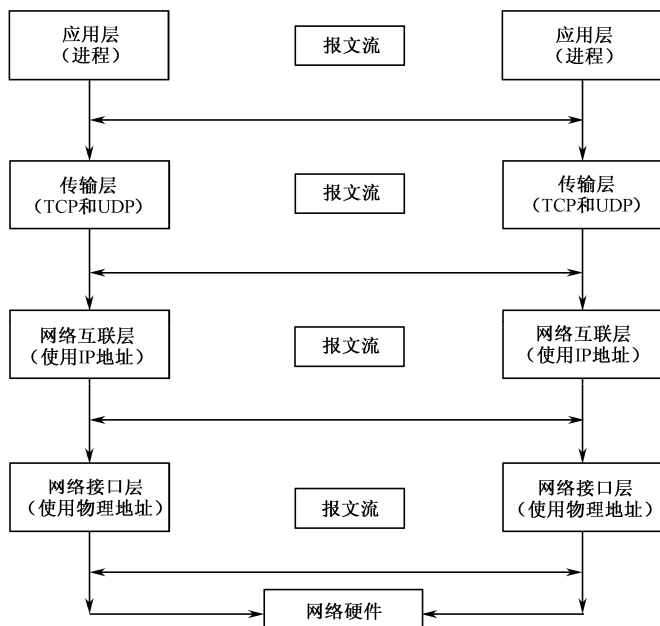 应用层
（进程）
报文流
应用层
（进程）
传输层
（TCP和UDP）
报文流
传输层
（TCP和UDP）
网络互联层
（使用IP地址）
报文流
网络互联层
（使用IP地址）
网络接口层
（使用物理地址）
报文流
网络接口层
（使用物理地址）
网络硬件